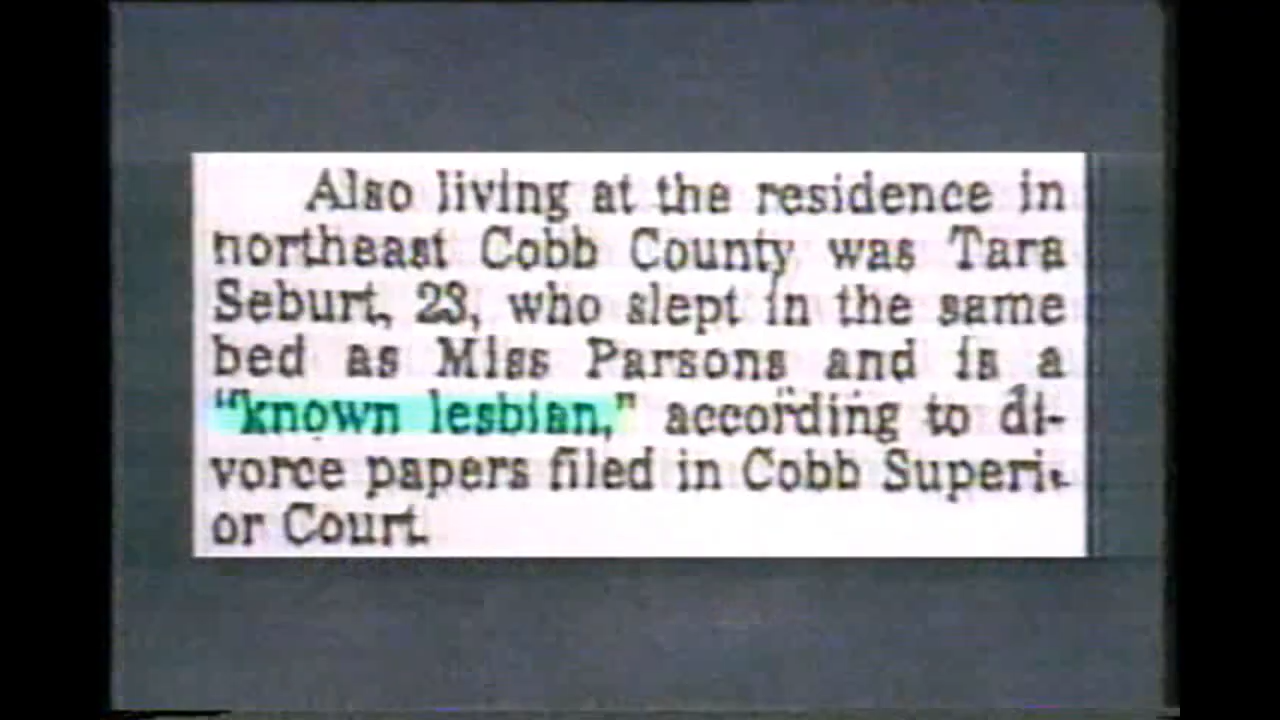 Also living at the residence in
northeast Cobb County was Tara
Seburt, 23, who slept in the same
bed as Miss Parsons and is a
"known lesbian," according to di-
vorce papers filed in Cobb Superi-
or Court.